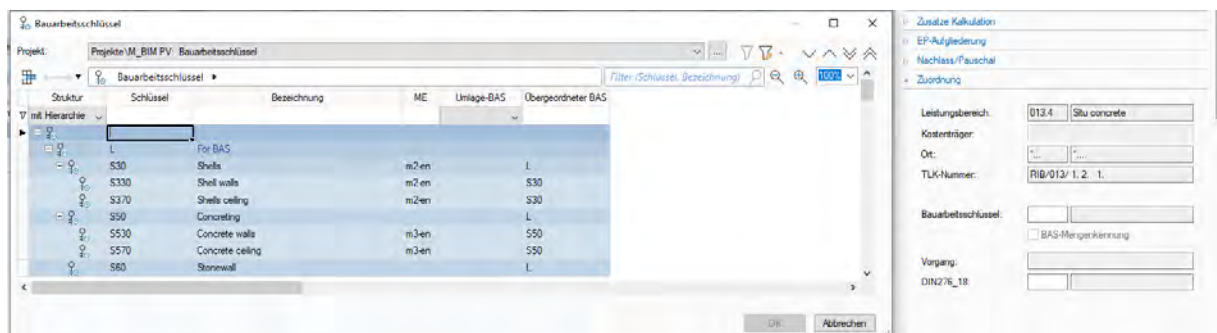 Bauarbeitsschlüssel
Projekt: Projekte\M_BIM PV: Bauarbeitsschlüssel ...
Bauarbeitsschlüssel Filter (Schlüssel, Bezeichnung) 100%
Struktur Schlüssel Bezeichnung ME Umlage-BAS Übergeordneter BAS
mit Hierarchie
L For BAS
S30 Shells m2-en L
S330 Shell walls m2-en S30
S370 Shells ceiling m2-en S30
S50 Concreting L
S530 Concrete walls m3-en S50
S570 Concrete ceiling m3-en S50
S60 Stonewall L
OK Abbrechen
Zusätze Kalkulation
EP-Aufgliederung
Nachlass/Pauschal
Zuordnung
Leistungsbereich: 013.4 Situ concrete
Kostenträger:
Ort: *... *...
TLK-Nummer: RIB/013/ 1. 2. 1.
Bauarbeitsschlüssel:
BAS-Mengenkennung
Vorgang:
DIN276_18: